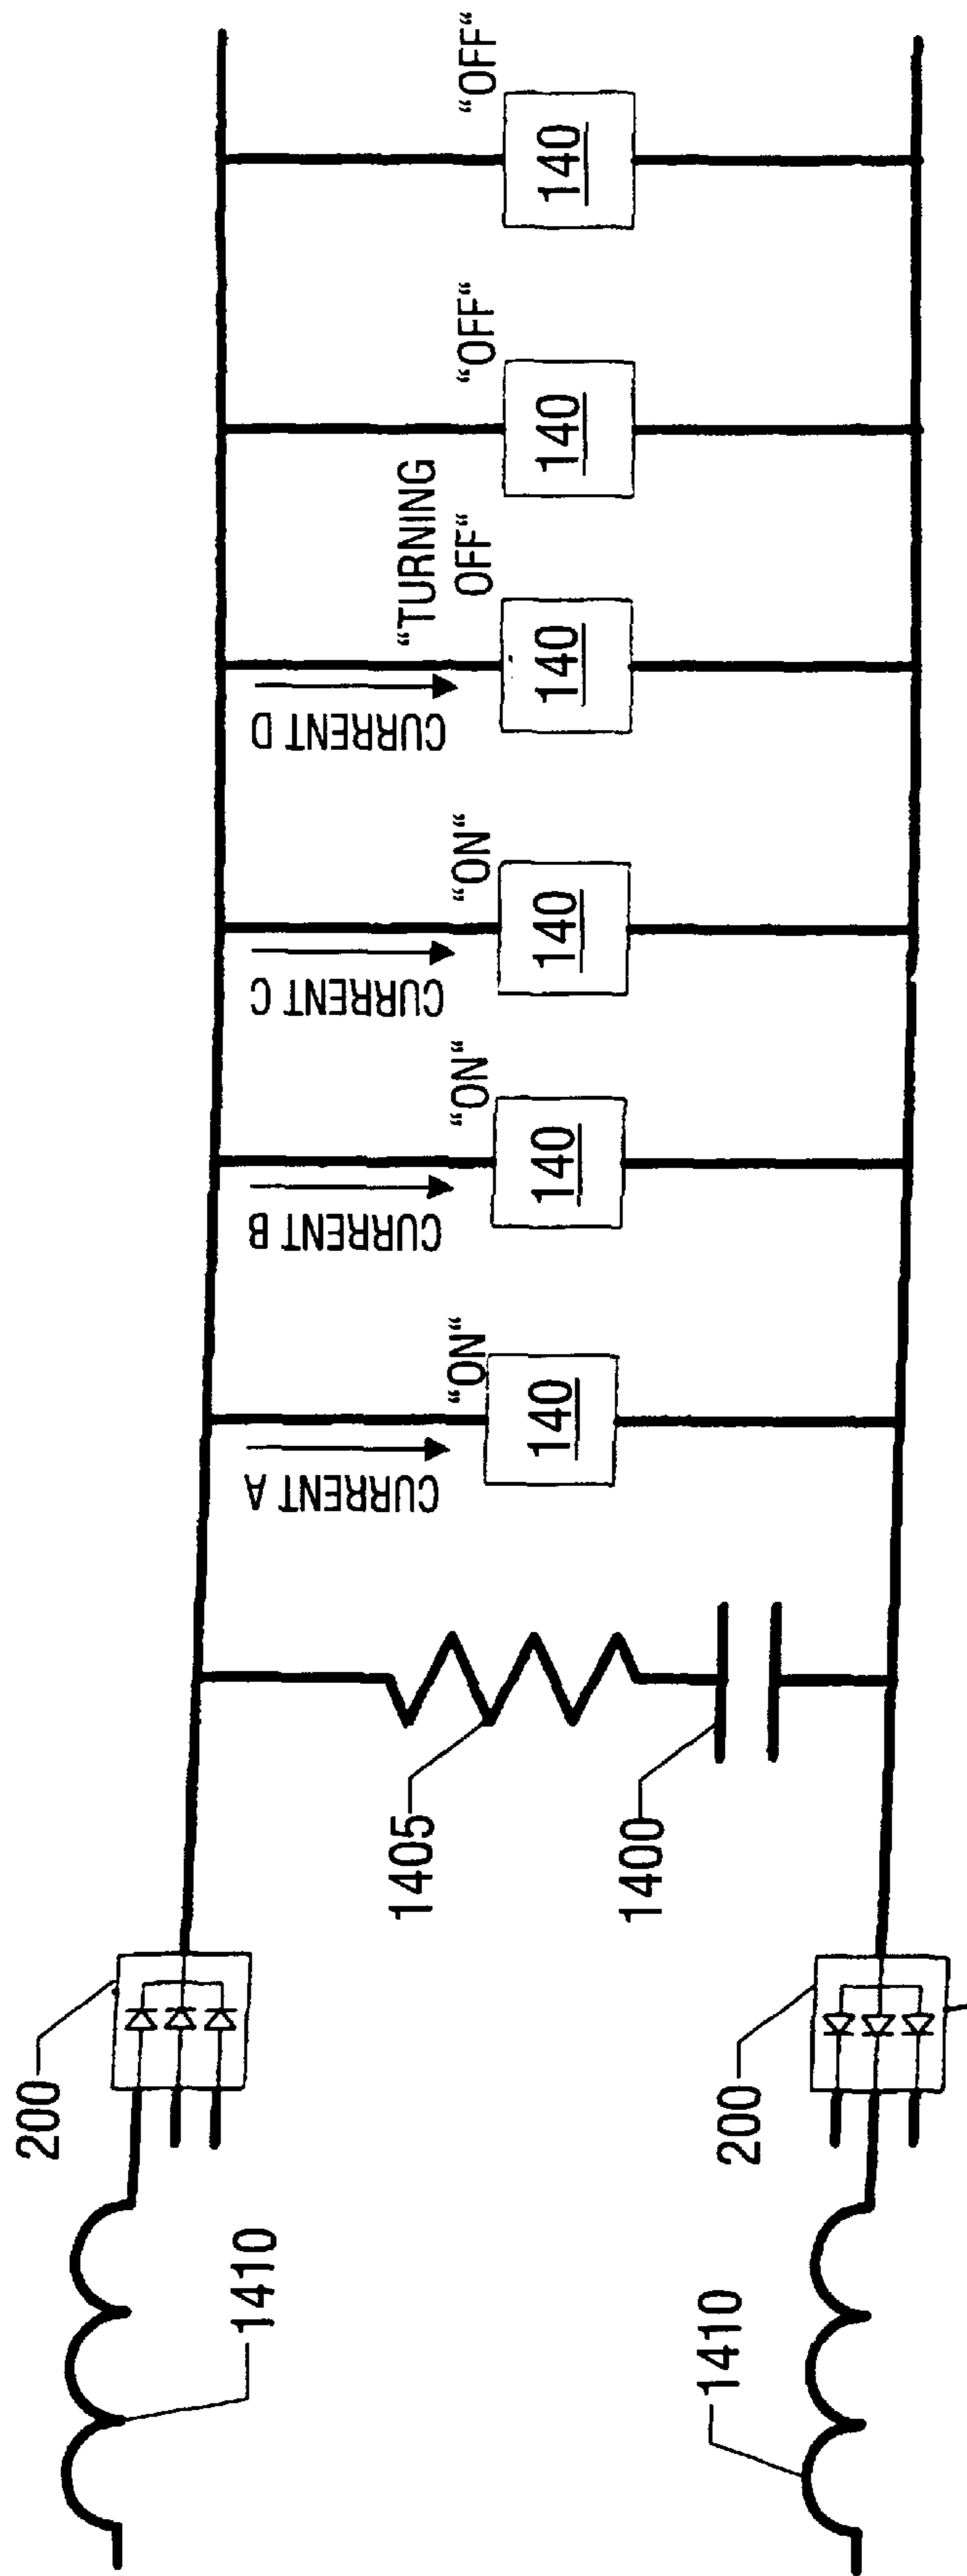 200
1410
1405
1400
200
1410
CURRENT A
"ON"
140
CURRENT B
"ON"
140
CURRENT C
"ON"
140
CURRENT D
"TURNING
OFF"
140
"OFF"
140
"OFF"
140